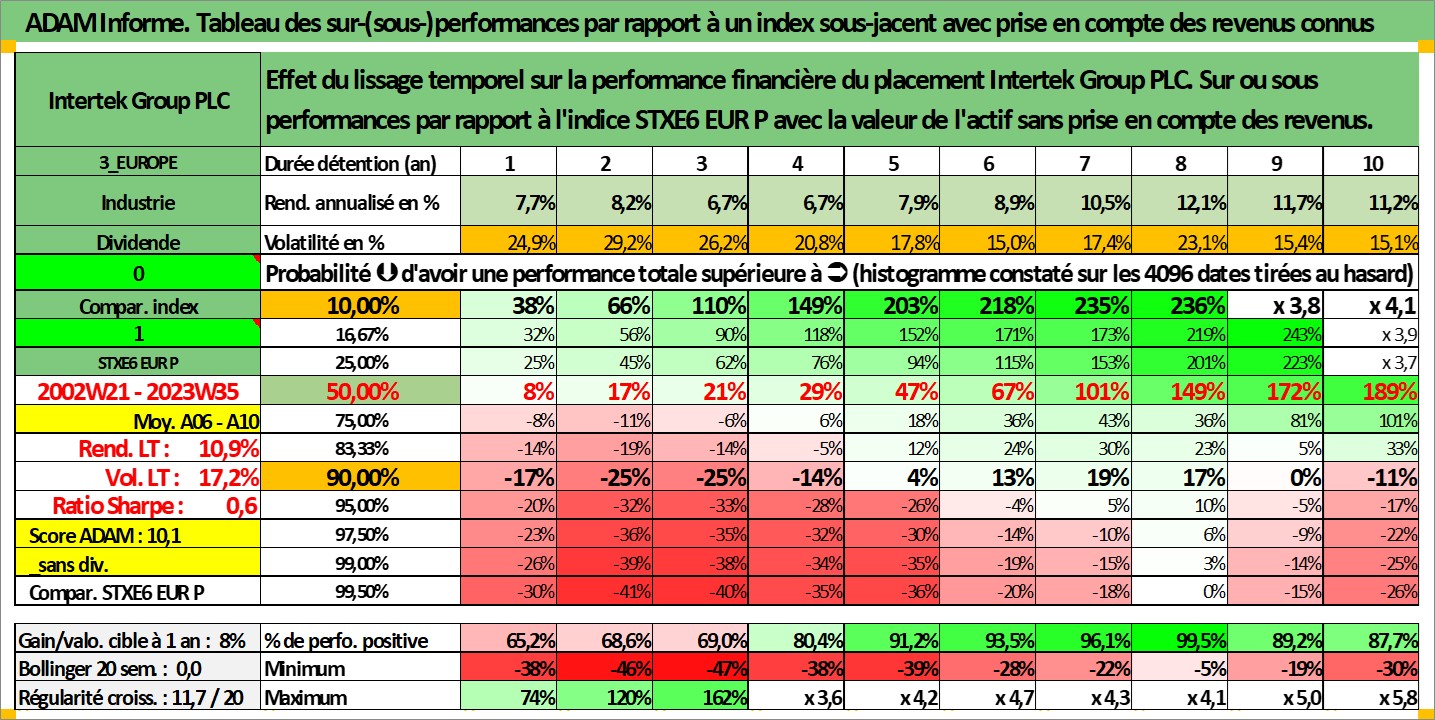 ADAM Informe. Tableau des sur-(sous-)performances par rapport à un index sous-jacent avec prise en compte des revenus connus
Intertek Group PLC
Effet du lissage temporel sur la performance financière du placement Intertek Group PLC. Sur ou sous
performances par rapport à l'indice STXE6 EUR P avec la valeur de l'actif sans prise en compte des revenus.
3_EUROPE Durée détention (an) 1 2 3 4 5 6 7 8 9 10
Industrie Rend. annualisé en % 7,7% 8,2% 6,7% 6,7% 7,9% 8,9% 10,5% 12,1% 11,7% 11,2%
Dividende Volatilité en % 24,9% 29,2% 26,2% 20,8% 17,8% 15,0% 17,4% 23,1% 15,4% 15,1%
0 Probabilité ⮋ d'avoir une performance totale supérieure à ⮊ (histogramme constaté sur les 4096 dates tirées au hasard)
Compar. index 10,00% 38% 66% 110% 149% 203% 218% 235% 236% x 3,8 x 4,1
1 16,67% 32% 56% 90% 118% 152% 171% 173% 219% 243% x 3,9
STXE6 EUR P 25,00% 25% 45% 62% 76% 94% 115% 153% 201% 223% x 3,7
2002W21 - 2023W35 50,00% 8% 17% 21% 29% 47% 67% 101% 149% 172% 189%
Moy. A06 - A10 75,00% -8% -11% -6% 6% 18% 36% 43% 36% 81% 101%
Rend. LT : 10,9% 83,33% -14% -19% -14% -5% 12% 24% 30% 23% 5% 33%
Vol. LT : 17,2% 90,00% -17% -25% -25% -14% 4% 13% 19% 17% 0% -11%
Ratio Sharpe : 0,6 95,00% -20% -32% -33% -28% -26% -4% 5% 10% -5% -17%
Score ADAM : 10,1 97,50% -23% -36% -35% -32% -30% -14% -10% 6% -9% -22%
_sans div. 99,00% -26% -39% -38% -34% -35% -19% -15% 3% -14% -25%
Compar. STXE6 EUR P 99,50% -30% -41% -40% -35% -36% -20% -18% 0% -15% -26%
Gain/valo. cible à 1 an : 8% % de perfo. positive 65,2% 68,6% 69,0% 80,4% 91,2% 93,5% 96,1% 99,5% 89,2% 87,7%
Bollinger 20 sem. : 0,0 Minimum -38% -46% -47% -38% -39% -28% -22% -5% -19% -30%
Régularité croiss. : 11,7 / 20 Maximum 74% 120% 162% x 3,6 x 4,2 x 4,7 x 4,3 x 4,1 x 5,0 x 5,8